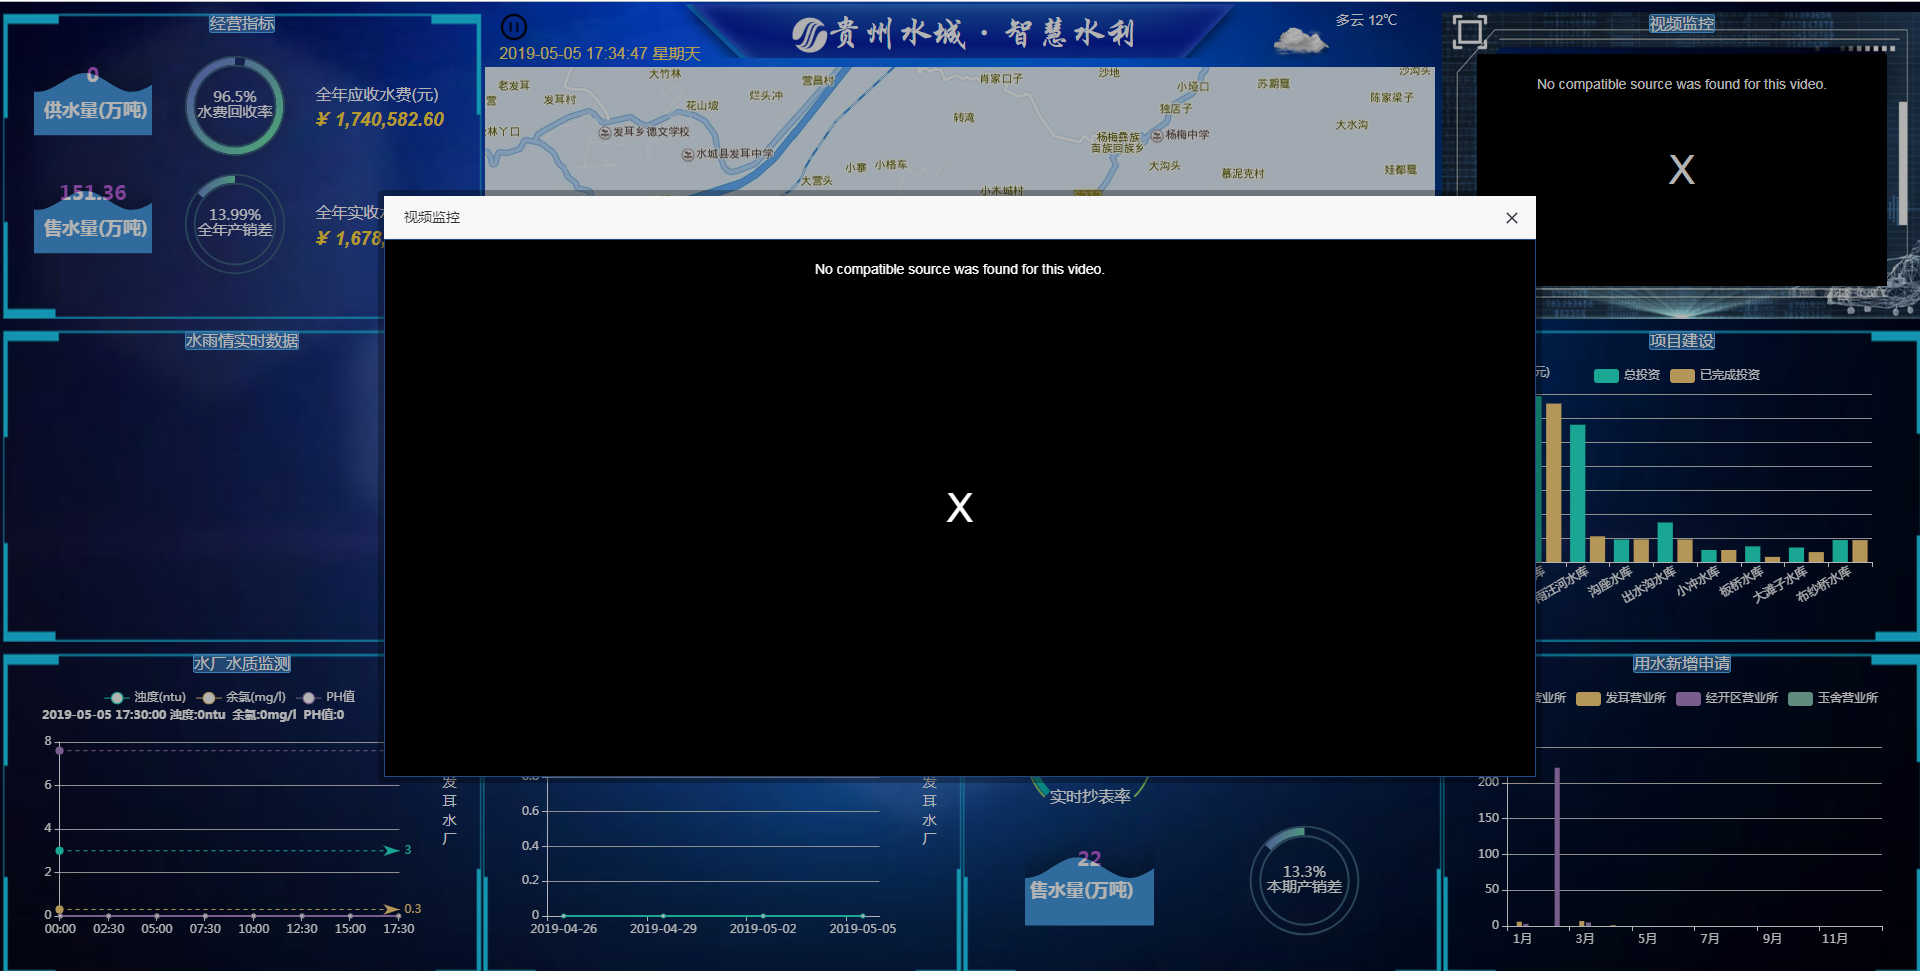 经营指标
0
供水量(万吨)
96.5%
水费回收率
全年应收水费(元)
¥ 1,740,582.60
151.36
售水量(万吨)
13.99%
全年产销差
全年实收水
¥ 1,678,
2019-05-05 17:34:47 星期天
贵州水城·智慧水利
多云 12℃
老发耳
大竹林
营昌村
肖家口子
沙地
沙沟头
营
发耳村
花山坡
烂头冲
小垭口
苏期戛
陈家梁子
独店子
转湾
林丫口
发耳乡德文学校
杨梅彝族
苗族回族乡
杨梅中学
大水沟
水城县发耳中学
小寨
小格车
大沟头
慕泥克村
娃都戛
大营头
小木城村
视频监控
No compatible source was found for this video.
X
视频监控
No compatible source was found for this video.
X
水雨情实时数据
项目建设
元)
总投资
已完成投资
库
雨汪河水库
沟座水库
出水沟水库
小冲水库
板桥水库
大滩子水库
布纱桥水库
水厂水质监测
浊度(ntu)
余氯(mg/l)
PH值
2019-05-05 17:30:00 浊度:0ntu 余氯:0mg/l PH值:0
8
6
4
2
0
3
0.3
00:00
02:30
05:00
07:30
10:00
12:30
15:00
17:30
发耳水厂
0.8
0.6
0.4
0.2
0
2019-04-26
2019-04-29
2019-05-02
2019-05-05
发耳水厂
实时抄表率
22
售水量(万吨)
13.3%
本期产销差
用水新增申请
营业所
发耳营业所
经开区营业所
玉舍营业所
200
150
100
50
0
1月
3月
5月
7月
9月
11月